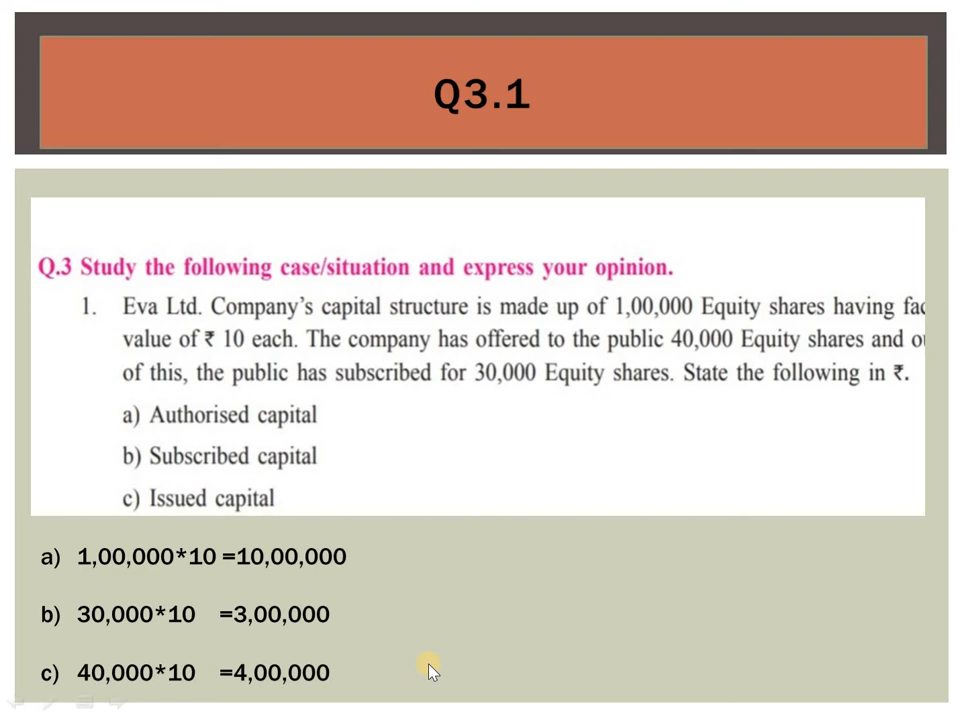 Q3.1
Q.3 Study the following case/situation and express your opinion.
1. Eva Ltd. Company's capital structure is made up of 1,00,000 Equity shares having
value of ₹ 10 each. The company has offered to the public 40,000 Equity shares and
of this, the public has subscribed for 30,000 Equity shares. State the following in ₹.
a) Authorised capital
b) Subscribed capital
c) Issued capital
a) 1,00,000*10 =10,00,000
b) 30,000*10 =3,00,000
c) 40,000*10 =4,00,000